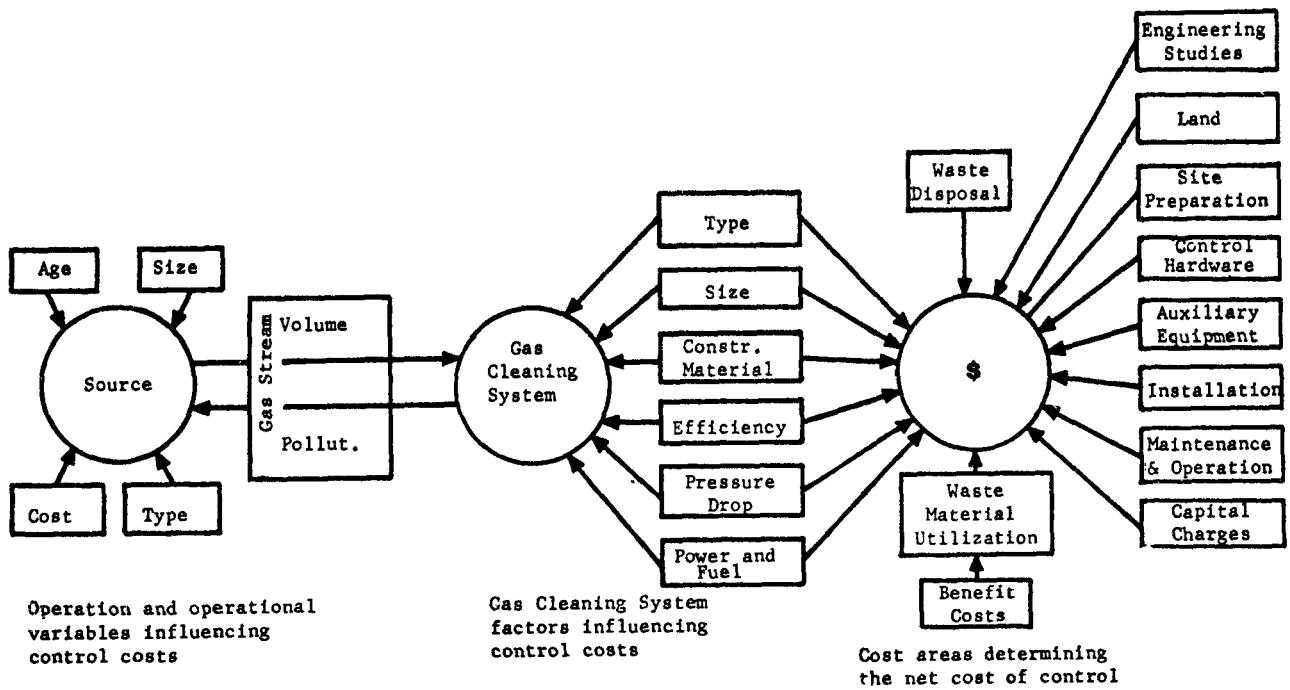 Age
Size
Source
Cost
Type
Gas Stream
Volume
Pollut.
Operation and operational
variables influencing
control costs
Gas
Cleaning
System
Type
Size
Constr.
Material
Efficiency
Pressure
Drop
Power and
Fuel
Gas Cleaning System
factors influencing
control costs
Waste
Disposal
$
Waste
Material
Utilization
Benefit
Costs
Engineering
Studies
Land
Site
Preparation
Control
Hardware
Auxiliary
Equipment
Installation
Maintenance
& Operation
Capital
Charges
Cost areas determining
the net cost of control